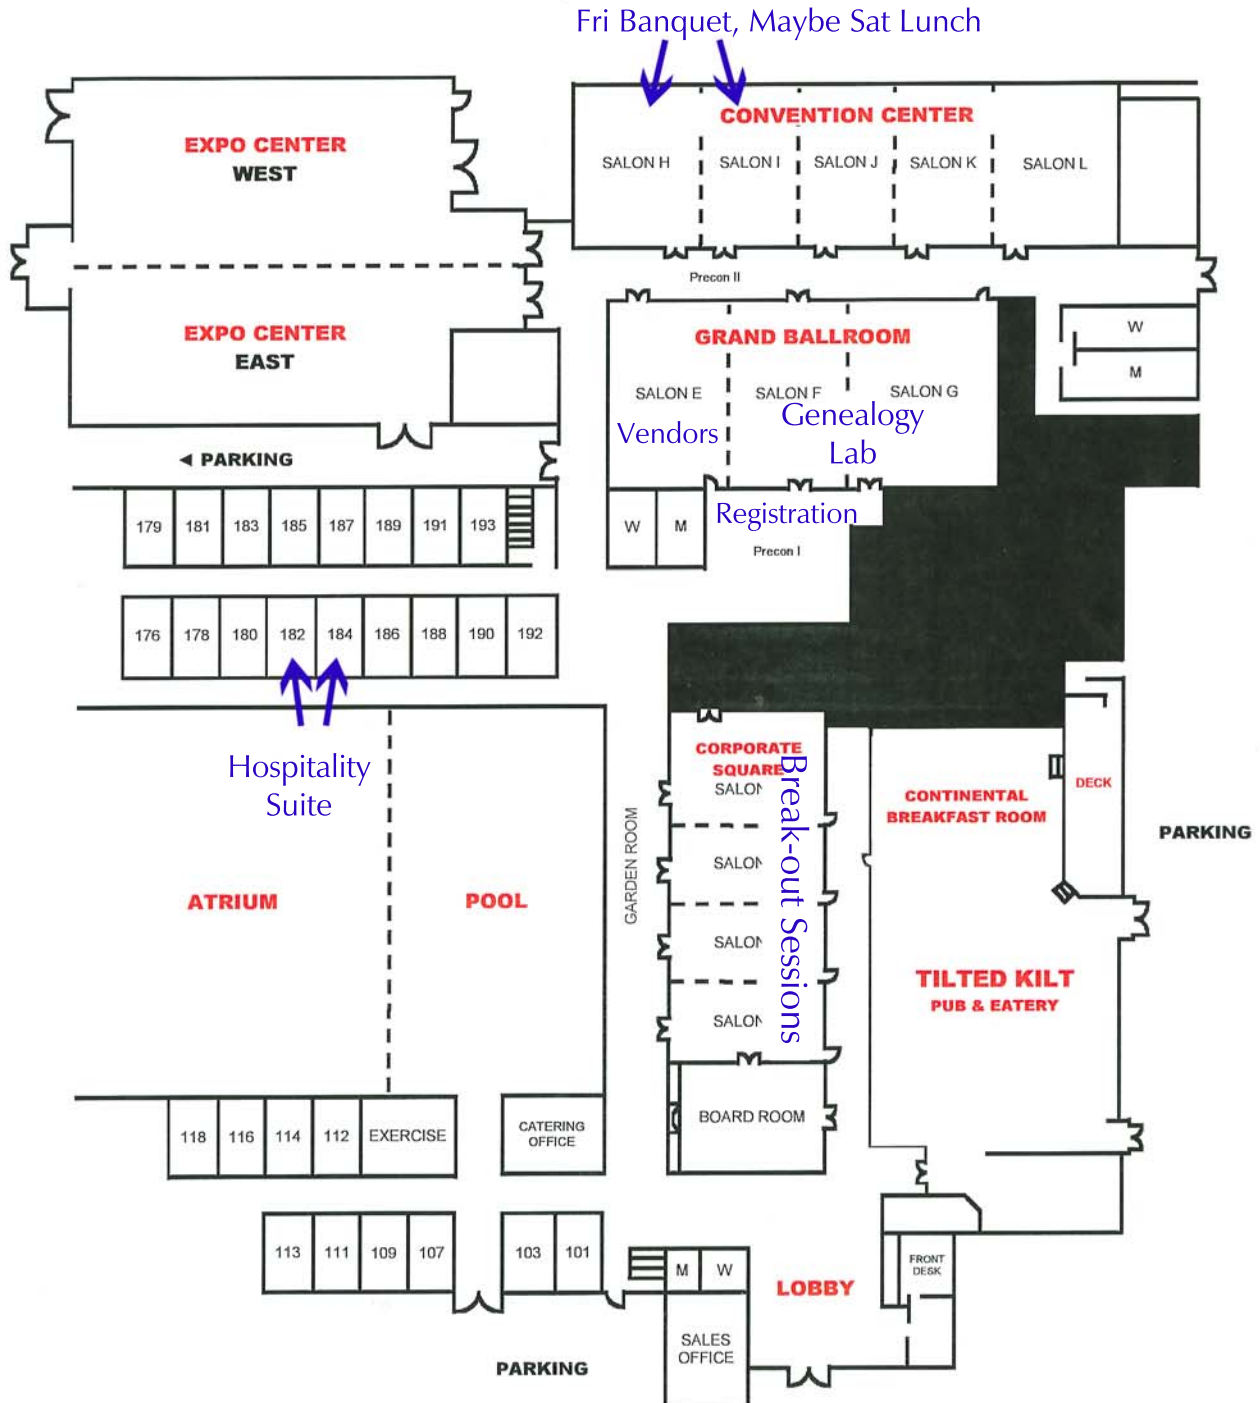 Fri Banquet, Maybe Sat Lunch
EXPO CENTER
WEST
CONVENTION CENTER
SALON H
SALON I
SALON J
SALON K
SALON L
Precon II
EXPO CENTER
EAST
GRAND BALLROOM
SALON E
SALON F
SALON G
Vendors
Genealogy
Lab
W
M
◄ PARKING
179
181
183
185
187
189
191
193
W
M
Registration
Precon I
176
178
180
182
184
186
188
190
192
Hospitality
Suite
CORPORATE
SQUARE
SALON
SALON
SALON
SALON
Break-out Sessions
GARDEN ROOM
CONTINENTAL
BREAKFAST ROOM
DECK
PARKING
ATRIUM
POOL
TILTED KILT
PUB & EATERY
118
116
114
112
EXERCISE
CATERING
OFFICE
BOARD ROOM
113
111
109
107
103
101
M
W
LOBBY
FRONT
DESK
SALES
OFFICE
PARKING